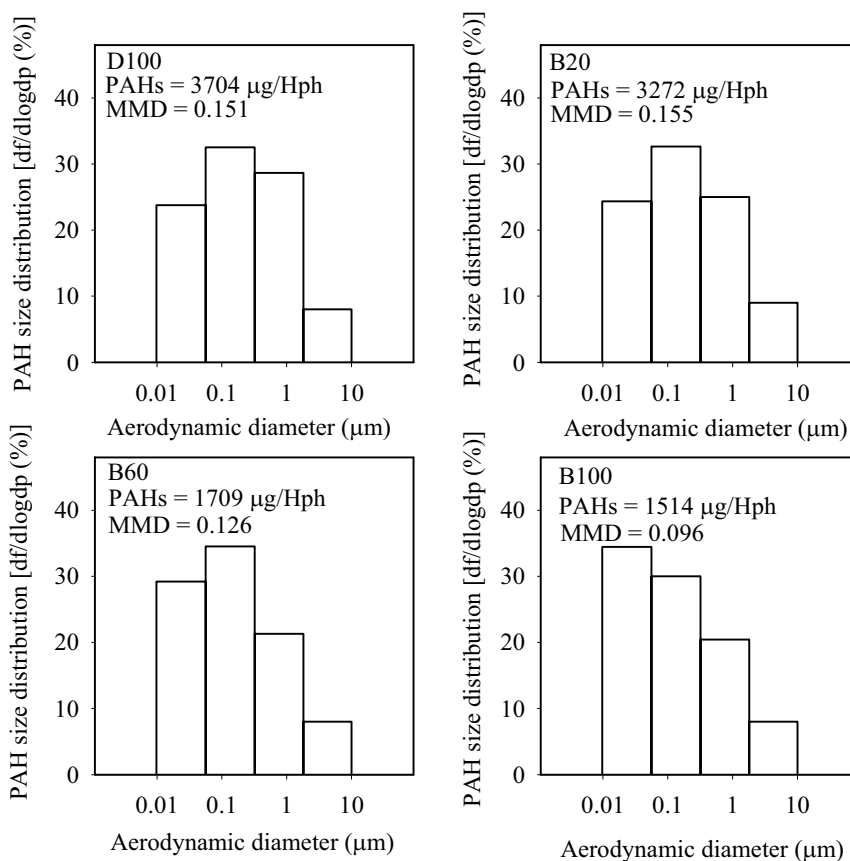 PAH size distribution [df/dlogdp (%)]
D100
PAHs = 3704 μg/Hph
MMD = 0.151
40
30
20
10
0
0.01 0.1 1 10
Aerodynamic diameter (μm)
PAH size distribution [df/dlogdp (%)]
B20
PAHs = 3272 μg/Hph
MMD = 0.155
40
30
20
10
0
0.01 0.1 1 10
Aerodynamic diameter (μm)
PAH size distribution [df/dlogdp (%)]
B60
PAHs = 1709 μg/Hph
MMD = 0.126
40
30
20
10
0
0.01 0.1 1 10
Aerodynamic diameter (μm)
PAH size distribution [df/dlogdp (%)]
B100
PAHs = 1514 μg/Hph
MMD = 0.096
40
30
20
10
0
0.01 0.1 1 10
Aerodynamic diameter (μm)